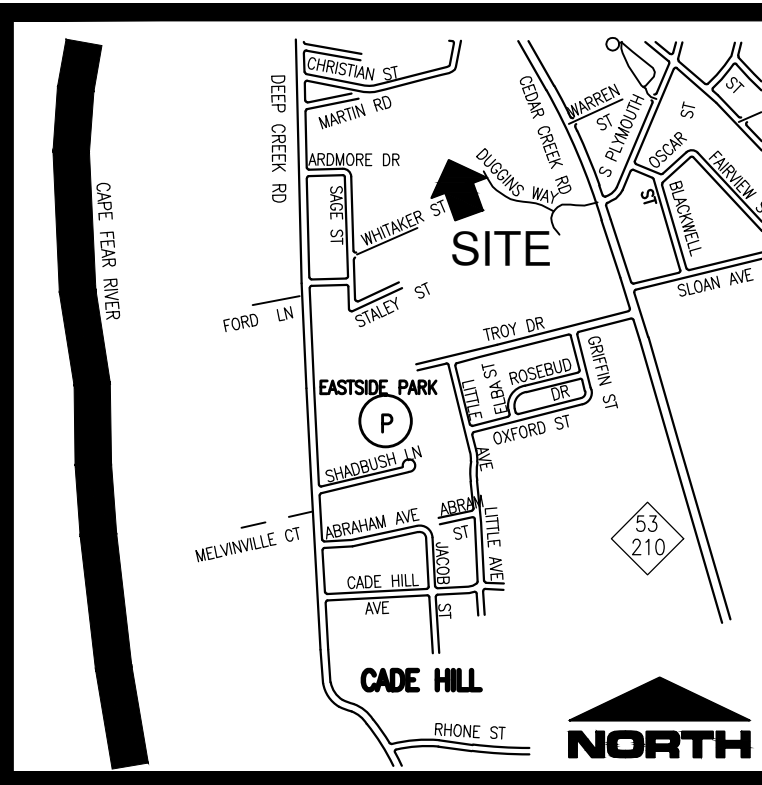 CHRISTIAN ST
MARTIN RD
DEEP CREEK RD
ARDMORE DR
SAGE ST
WHITAKER ST
DUGGINS WAY
CEDAR CREEK RD
WARREN
ST
S PLYMOUTH
ST
ST
OSCAR
ST
BLACKWELL
FAIRVIEW S
SITE
CAPE FEAR RIVER
FORD LN
STALEY ST
SLOAN AVE
TROY DR
EASTSIDE PARK
P
LITTLE
AVE
ELBA ST
ROSEBUD
DR
GRIFFIN ST
OXFORD ST
SHADBUSH LN
MELVINVILLE CT
ABRAHAM AVE
ABRAM
ST
LITTLE AVE
JACOB
ST
CADE HILL
AVE
53
210
CADE HILL
RHONE ST
NORTH